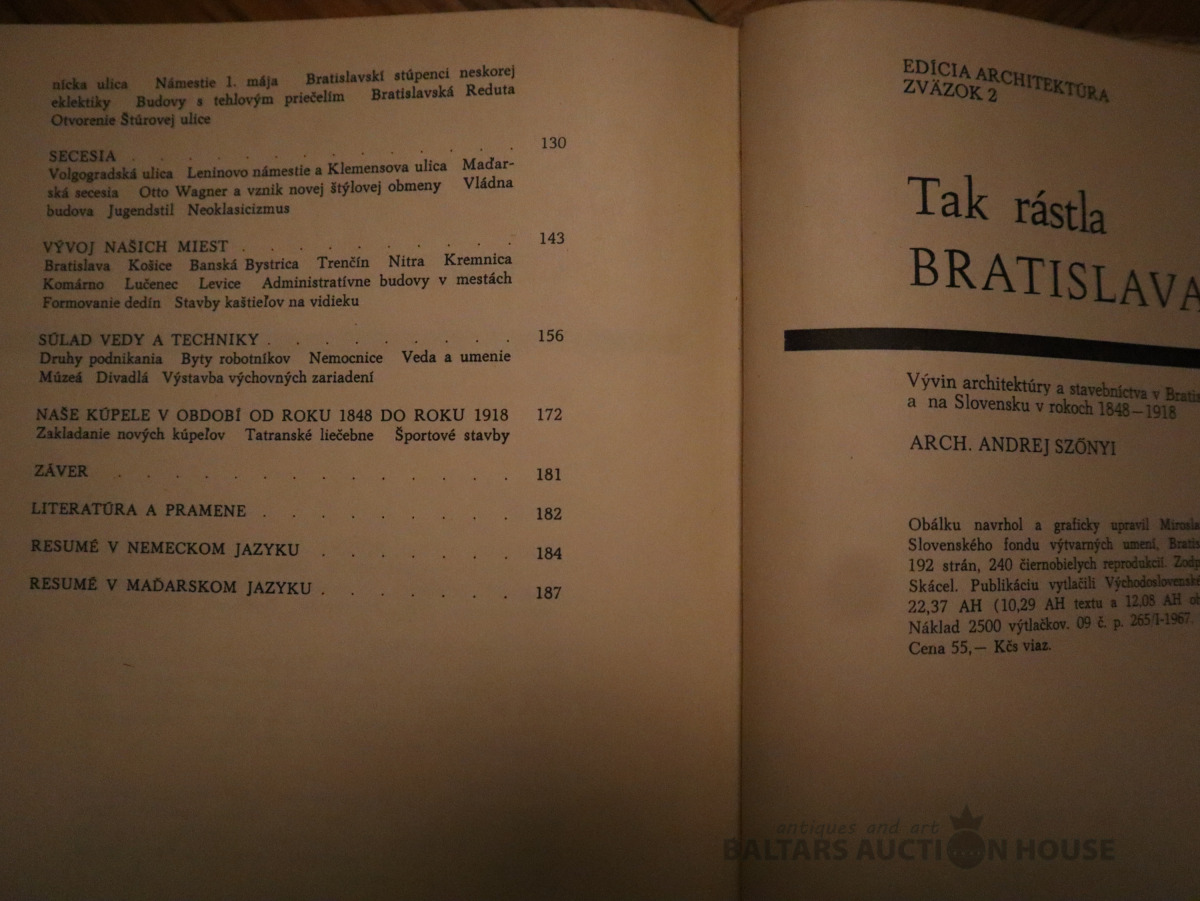 nícka ulica Námestie 1. mája Bratislavskí stúpenci neskorej
eklektiky Budovy s tehlovým priečelím Bratislavská Reduta
Otvorenie Štúrovej ulice
SECESIA . . . . . . . . . . . . . . 130
Volgogradská ulica Leninovo námestie a Klemensova ulica Maďar-
ská secesia Otto Wagner a vznik novej štýlovej obmeny Vládna
budova Jugendstil Neoklasicizmus
VÝVOJ NAŠICH MIEST . . . . . . . . . . 143
Bratislava Košice Banská Bystrica Trenčín Nitra Kremnica
Komárno Lučenec Levice Administratívne budovy v mestách
Formovanie dedín Stavby kaštieľov na vidieku
SÚLAD VEDY A TECHNIKY . . . . . . . . . 156
Druhy podnikania Byty robotníkov Nemocnice Veda a umenie
Múzeá Divadlá Výstavba výchovných zariadení
NAŠE KÚPELE V OBDOBÍ OD ROKU 1848 DO ROKU 1918 172
Zakladanie nových kúpeľov Tatranské liečebne Športové stavby
ZÁVER . . . . . . . . . . . . . . 181
LITERATÚRA A PRAMENE . . . . . . . . . 182
RESUMÉ V NEMECKOM JAZYKU . . . . . . . 184
RESUMÉ V MAĎARSKOM JAZYKU . . . . . . . 187
EDÍCIA ARCHITEKTÚRA
ZVÄZOK 2
Tak rástla
BRATISLAVA
Vývin architektúry a stavebníctva v Bratis
a na Slovensku v rokoch 1848—1918
ARCH. ANDREJ SZŐNYI
Obálku navrhol a graficky upravil Mirosla
Slovenského fondu výtvarných umení, Bratis
192 strán, 240 čiernobielych reprodukcií. Zodp
Skácel. Publikáciu vytlačili Východoslovensk
22,37 AH (10,29 AH textu a 12,08 AH ob
Náklad 2500 výtlačkov. 09 č. p. 265/I-1967.
Cena 55,— Kčs viaz.
antiques and art
BALTARS AUCTION HOUSE